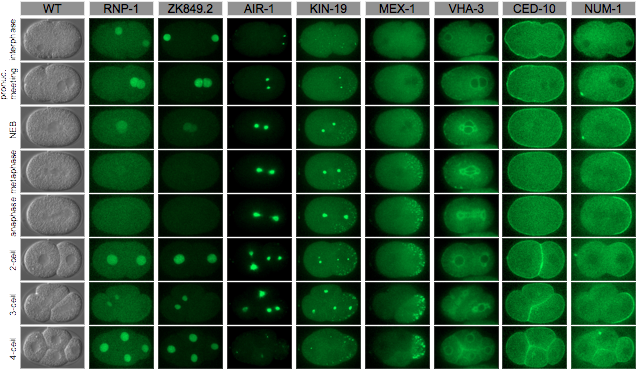 WT RNP-1 ZK849.2 AIR-1 KIN-19 MEX-1 VHA-3 CED-10 NUM-1
interphase
pronuc.
meeting
NEB
metaphase
anaphase
2-cell
3-cell
4-cell